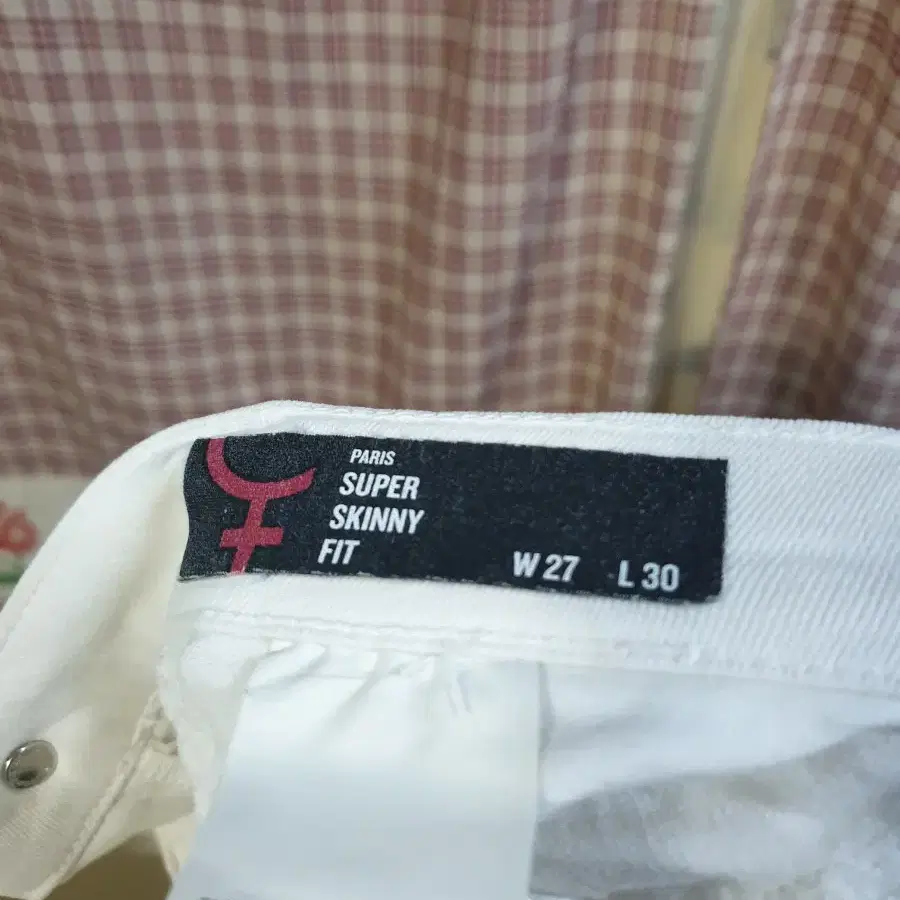 PARIS
SUPER
SKINNY
FIT
W 27 L 30